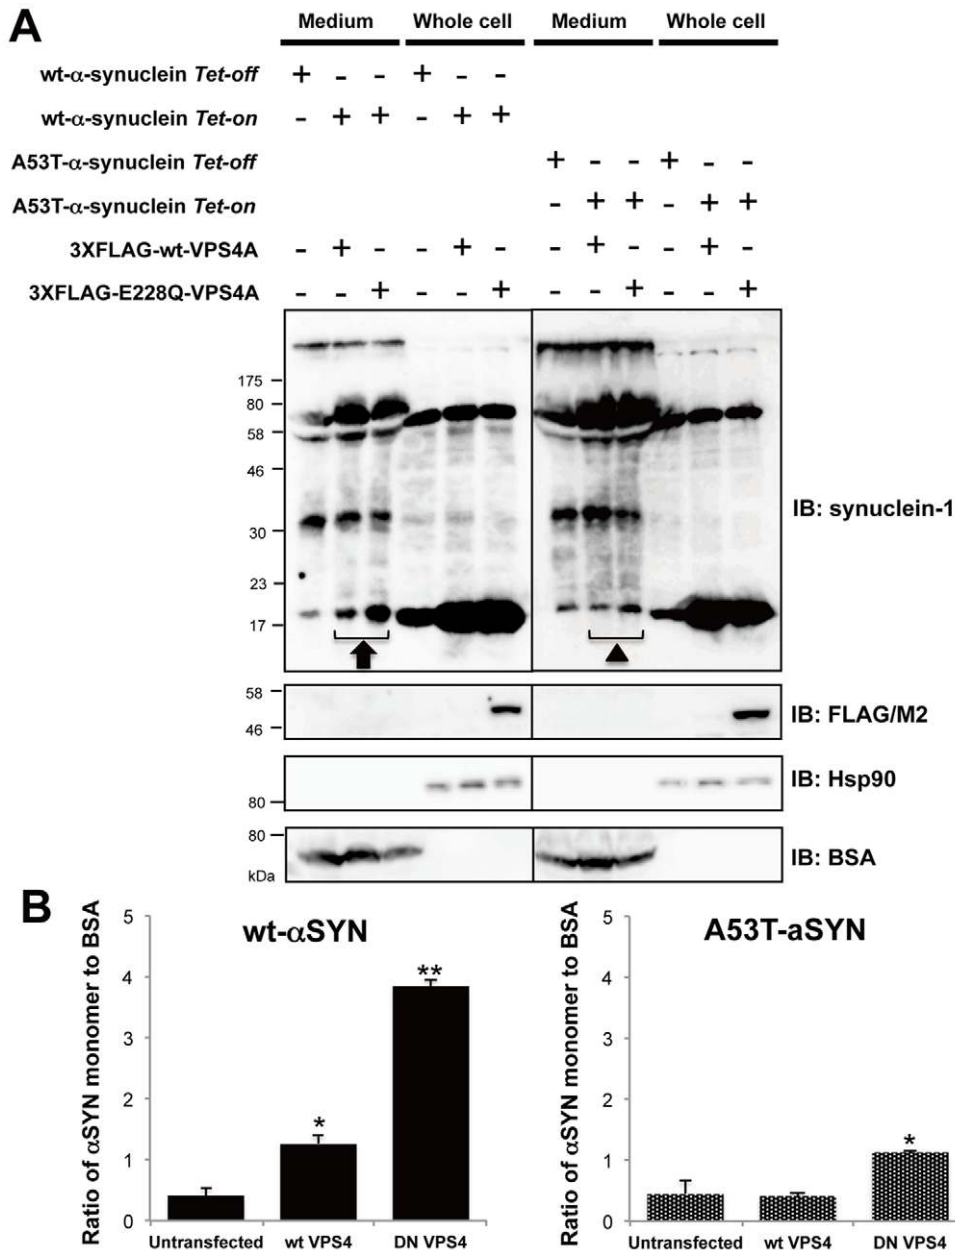 A
Medium Whole cell Medium Whole cell
wt-α-synuclein Tet-off + - - + - -
wt-α-synuclein Tet-on - + + - + +
A53T-α-synuclein Tet-off + - - + - -
A53T-α-synuclein Tet-on - + + - + +
3XFLAG-wt-VPS4A - + - - + - - + - - + -
3XFLAG-E228Q-VPS4A - - + - - + - - + - - +
175
80
58
46
30
23
17
IB: synuclein-1
58
46
IB: FLAG/M2
80
IB: Hsp90
80
kDa
IB: BSA
B
Ratio of αSYN monomer to BSA
5
4
3
2
1
0
wt-αSYN
*
**
Untransfected wt VPS4 DN VPS4
Ratio of αSYN monomer to BSA
5
4
3
2
1
0
A53T-aSYN
*
Untransfected wt VPS4 DN VPS4